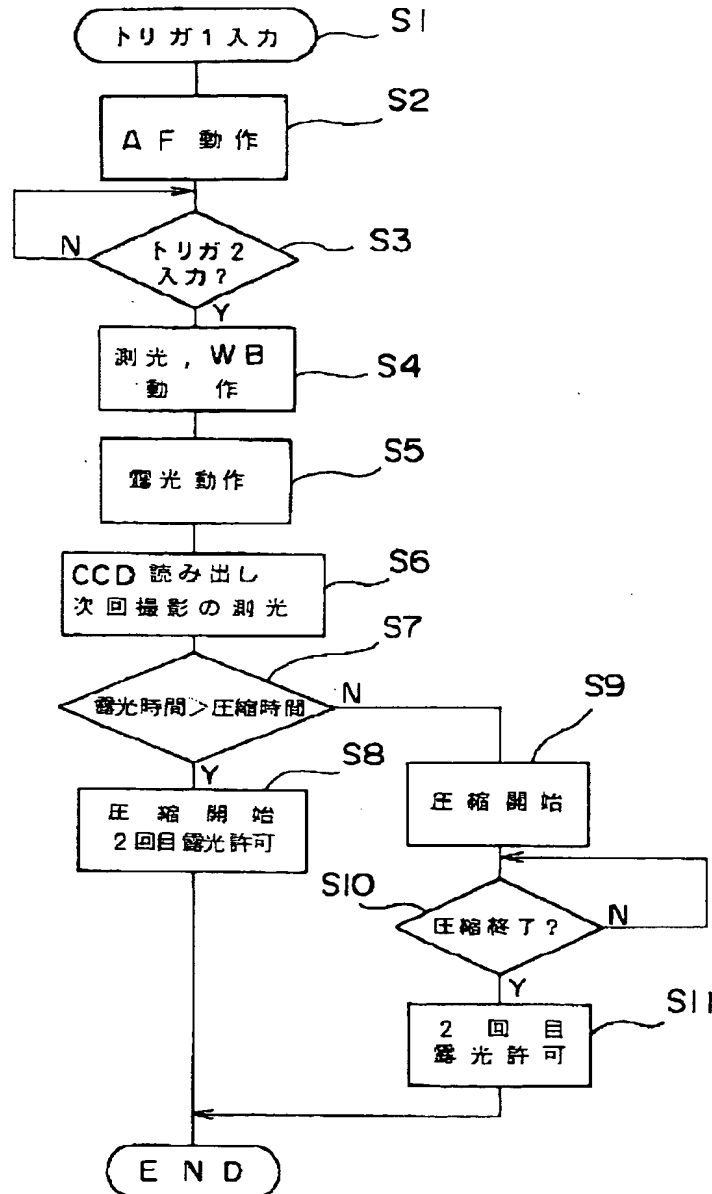 トリガ1入力
S1
AF動作
S2
N
トリガ2
入力?
S3
Y
測光,WB
動作
S4
露光動作
S5
CCD読み出し
次回撮影の測光
S6
S7
露光時間>圧縮時間
N
Y
S8
圧縮開始
2回目露光許可
S9
圧縮開始
S10
圧縮終了?
N
Y
2回目
露光許可
S11
END